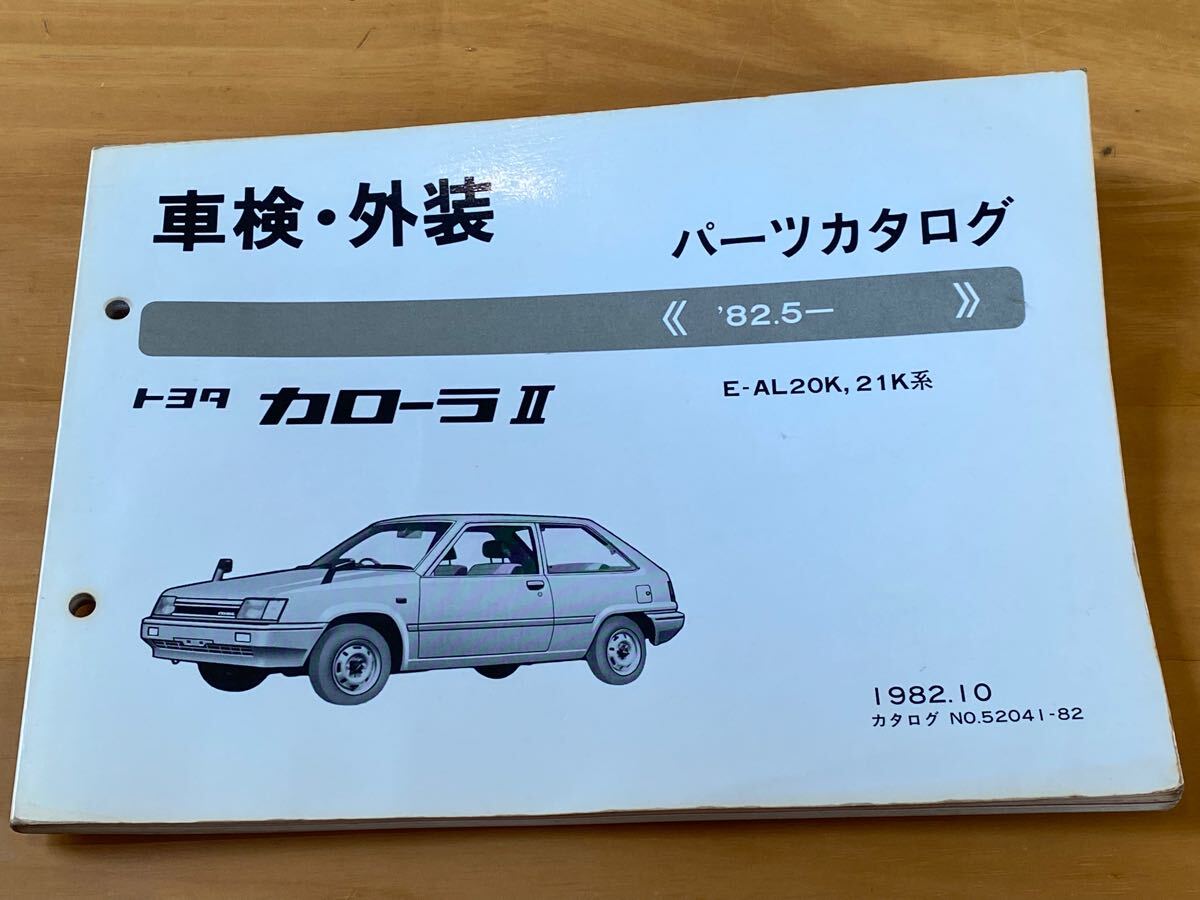 車検・外装
パーツカタログ
《 '82.5— 》
トヨタ カローラⅡ
E-AL20K, 21K系
1982.10
カタログ NO.52041-82